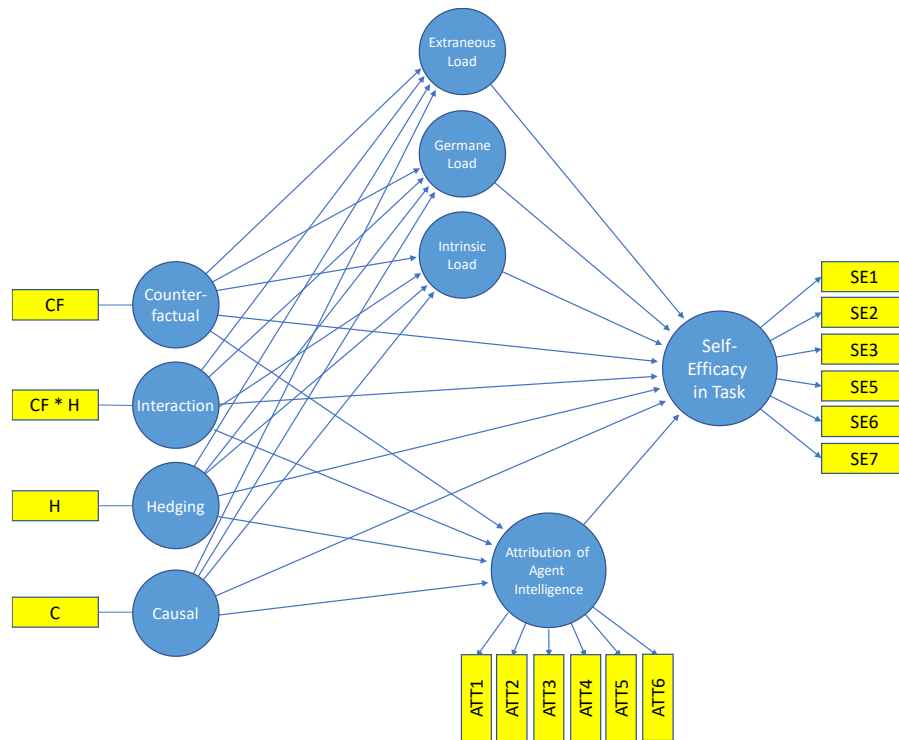 Extraneous
Load
Germane
Load
Intrinsic
Load
CF
Counter-
factual
CF * H
Interaction
H
Hedging
C
Causal
Self-
Efficacy
in Task
SE1
SE2
SE3
SE5
SE6
SE7
Attribution of
Agent
Intelligence
ATT1
ATT2
ATT3
ATT4
ATT5
ATT6